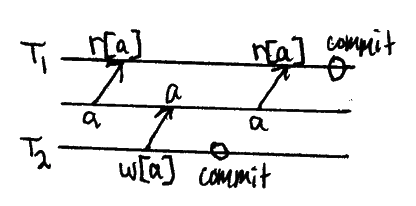 T1 r[a] r[a] commit
a a a
T2 w[a] commit